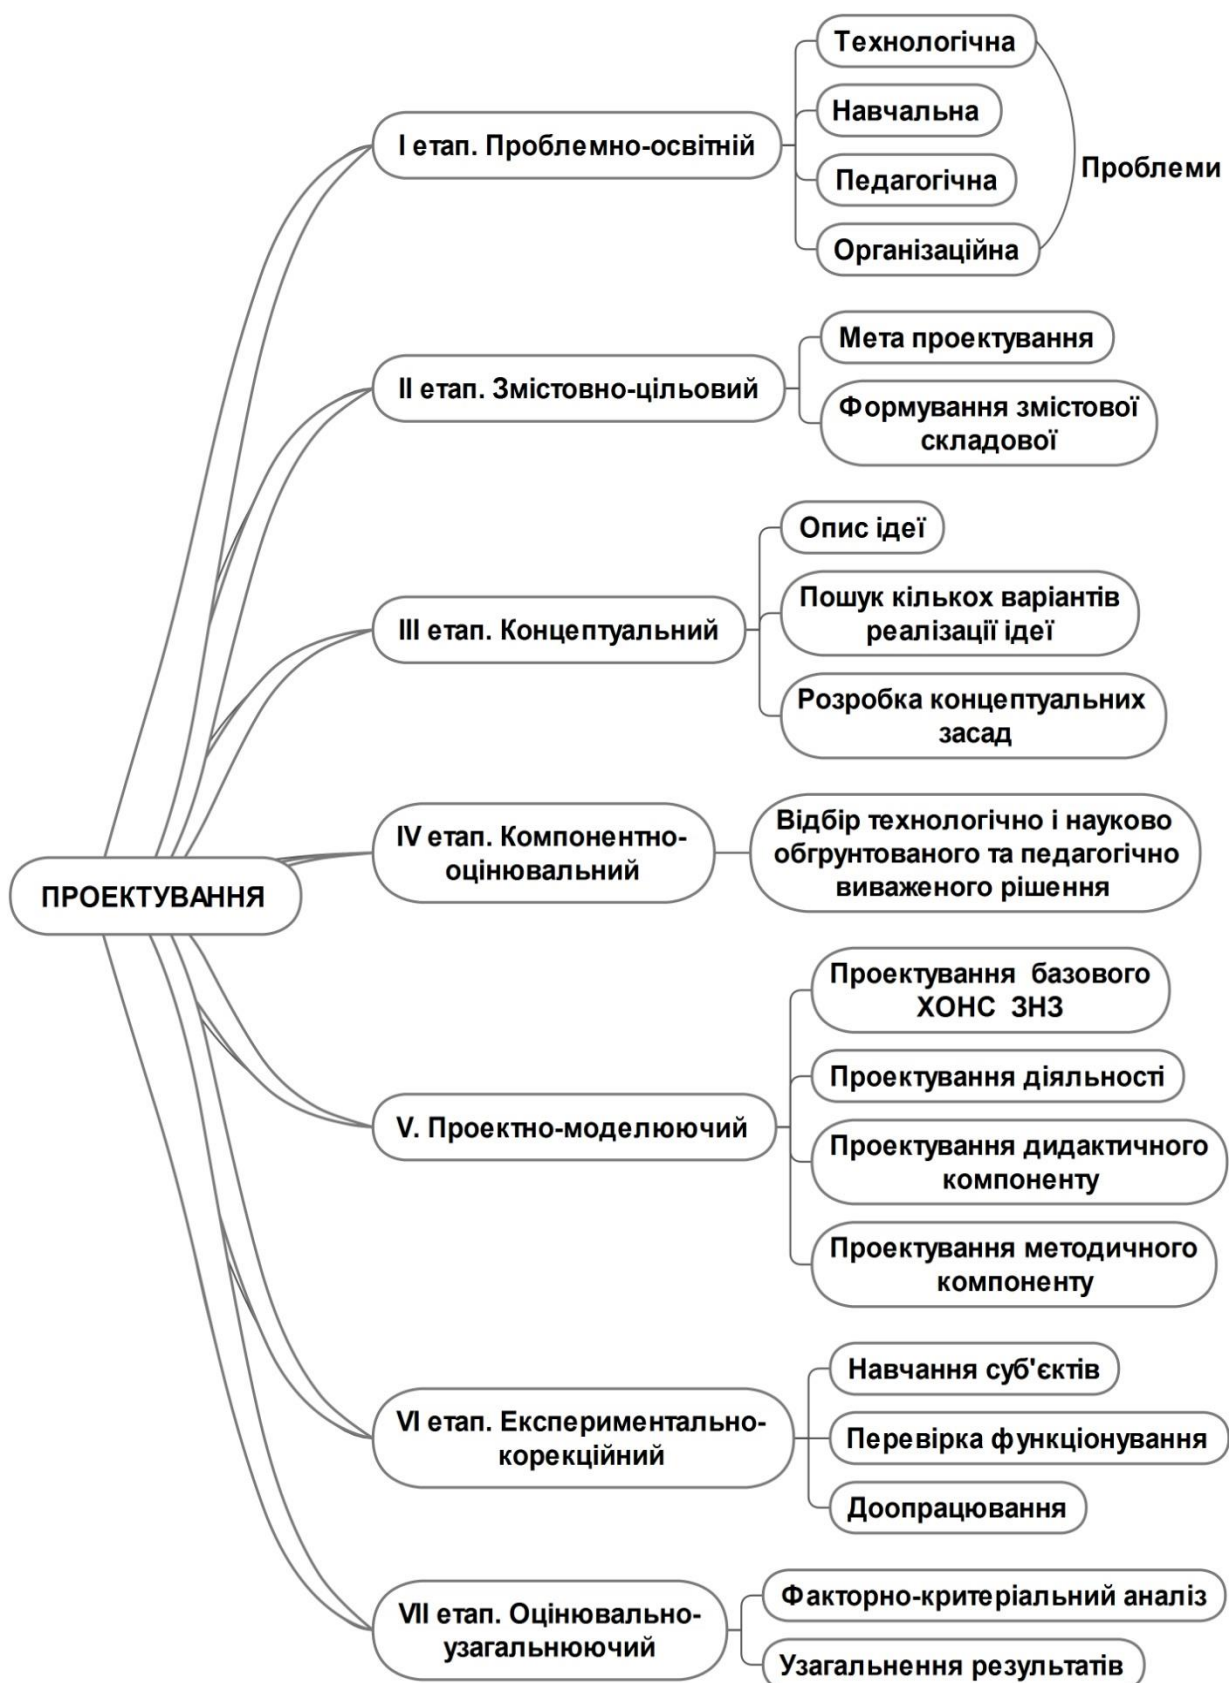 ПРОЕКТУВАННЯ
І етап. Проблемно-освітній
Технологічна
Навчальна
Педагогічна
Організаційна
Проблеми
ІІ етап. Змістовно-цільовий
Мета проектування
Формування змістової
складової
ІІІ етап. Концептуальний
Опис ідеї
Пошук кількох варіантів
реалізації ідеї
Розробка концептуальних
засад
IV етап. Компонентно-
оцінювальний
Відбір технологічно і науково
обгрунтованого та педагогічно
виваженого рішення
V. Проектно-моделюючий
Проектування базового
ХОНС ЗНЗ
Проектування діяльності
Проектування дидактичного
компоненту
Проектування методичного
компоненту
VI етап. Експериментально-
корекційний
Навчання суб'єктів
Перевірка функціонування
Доопрацювання
VII етап. Оцінювально-
узагальнюючий
Факторно-критеріальний аналіз
Узагальнення результатів